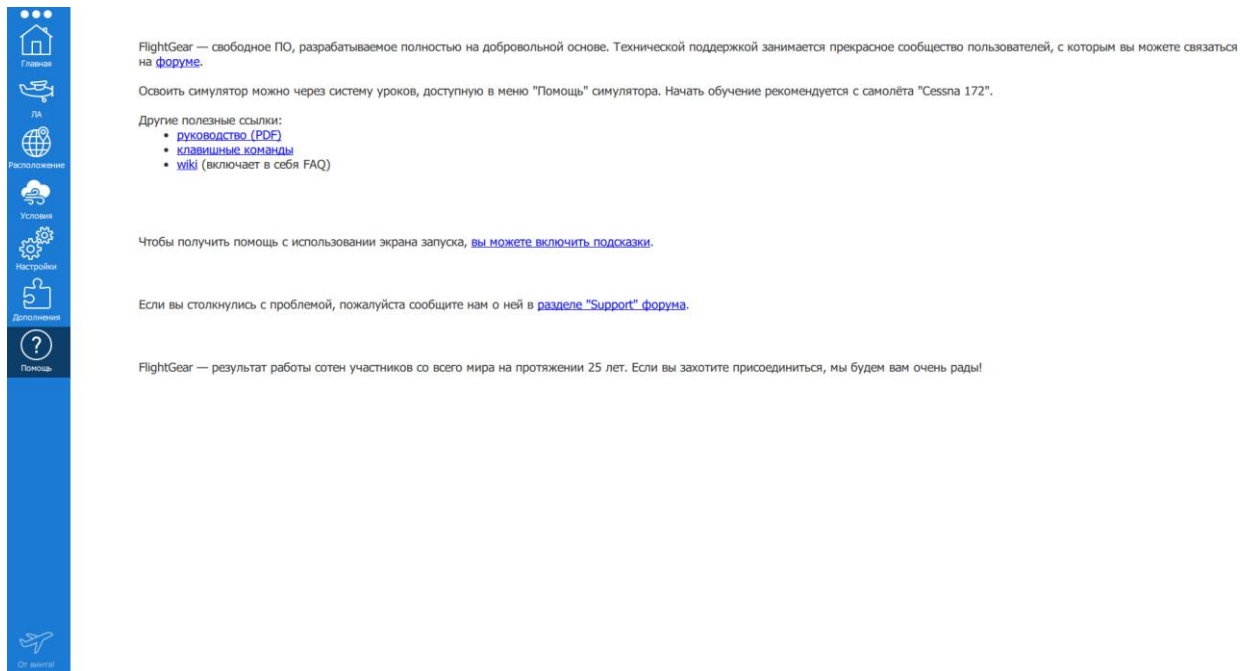 Главная
ЛА
Расположение
Условия
Настройки
Дополнения
Помощь
От винта!
FlightGear — свободное ПО, разрабатываемое полностью на добровольной основе. Технической поддержкой занимается прекрасное сообщество пользователей, с которым вы можете связаться
на форуме.
Освоить симулятор можно через систему уроков, доступную в меню "Помощь" симулятора. Начать обучение рекомендуется с самолёта "Cessna 172".
Другие полезные ссылки:
• руководство (PDF)
• клавишные команды
• wiki (включает в себя FAQ)
Чтобы получить помощь с использовании экрана запуска, вы можете включить подсказки.
Если вы столкнулись с проблемой, пожалуйста сообщите нам о ней в разделе "Support" форума.
FlightGear — результат работы сотен участников со всего мира на протяжении 25 лет. Если вы захотите присоединиться, мы будем вам очень рады!